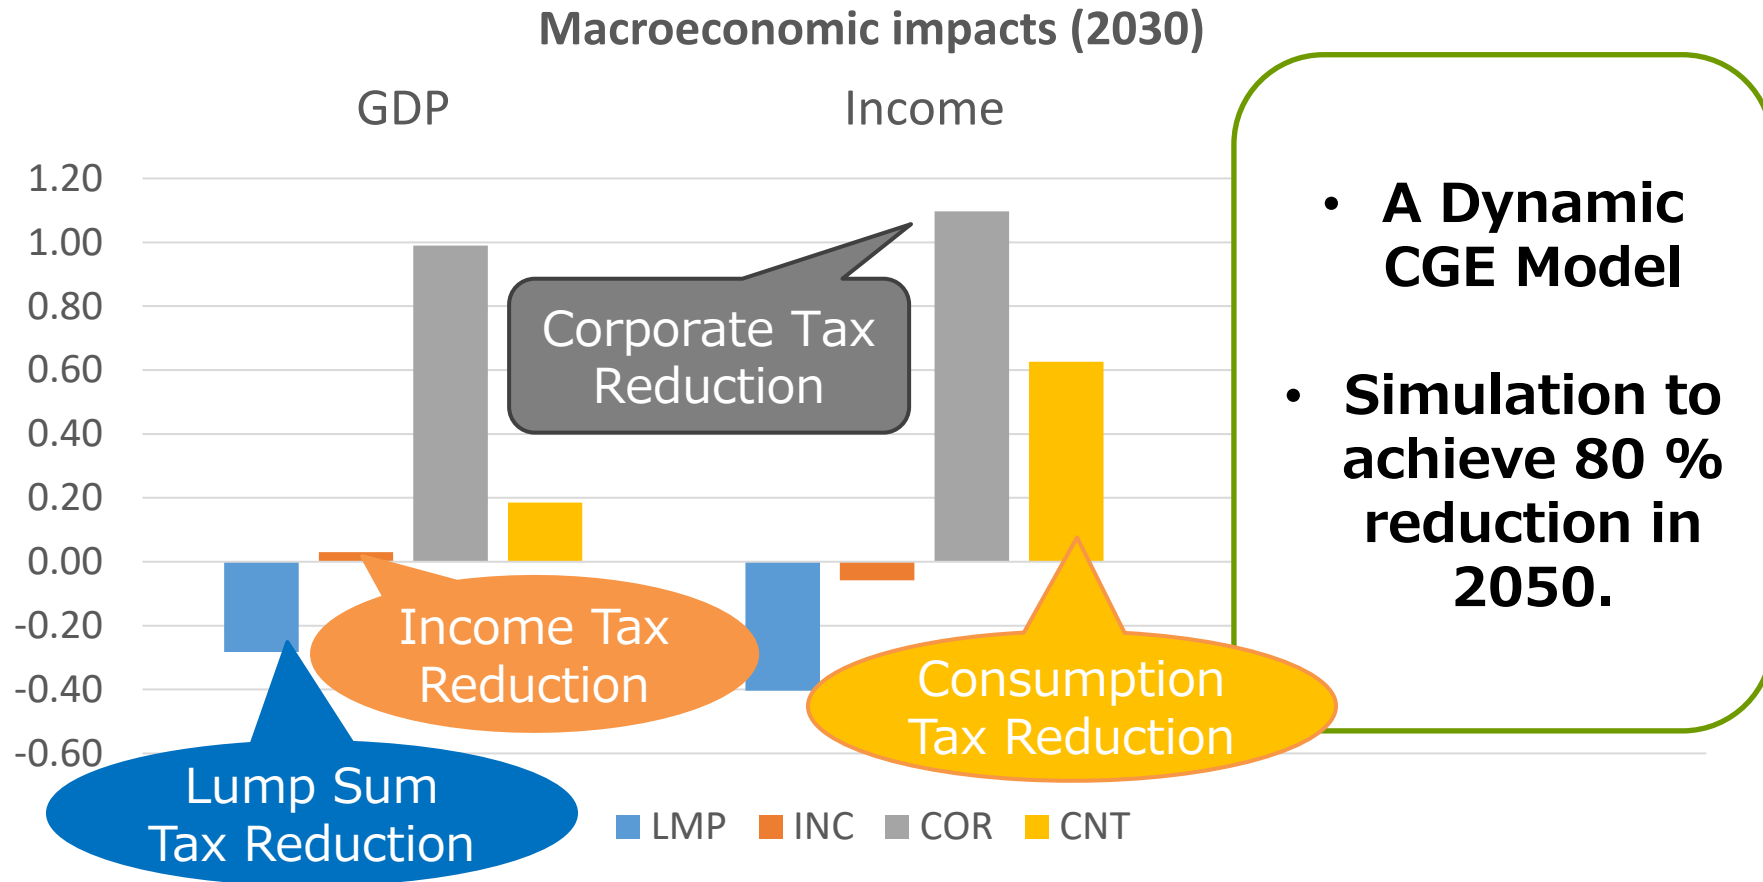 Macroeconomic impacts (2030)
GDP
Income
1.20
1.00
0.80
0.60
0.40
0.20
0.00
-0.20
-0.40
-0.60
Corporate Tax
Reduction
Income Tax
Reduction
Consumption
Tax Reduction
Lump Sum
Tax Reduction
LMP
INC
COR
CNT
• A Dynamic
CGE Model
• Simulation to
achieve 80 %
reduction in
2050.